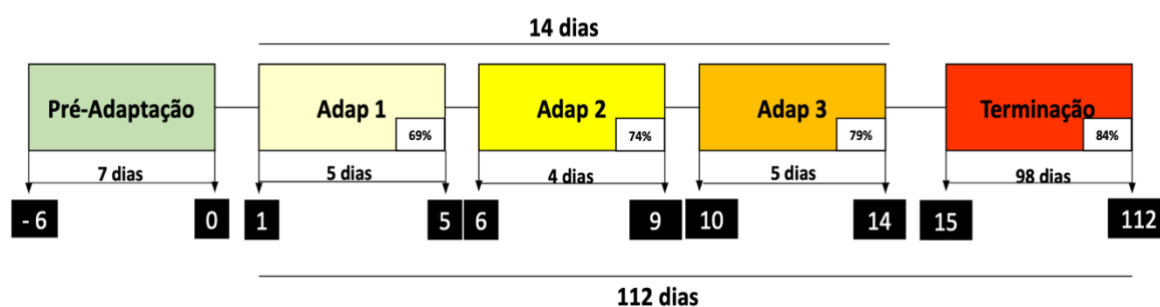 14 dias
Pré-Adaptação
Adap 1
69%
Adap 2
74%
Adap 3
79%
Terminação
84%
7 dias
5 dias
4 dias
5 dias
98 dias
- 6
0
1
5
6
9
10
14
15
112
112 dias